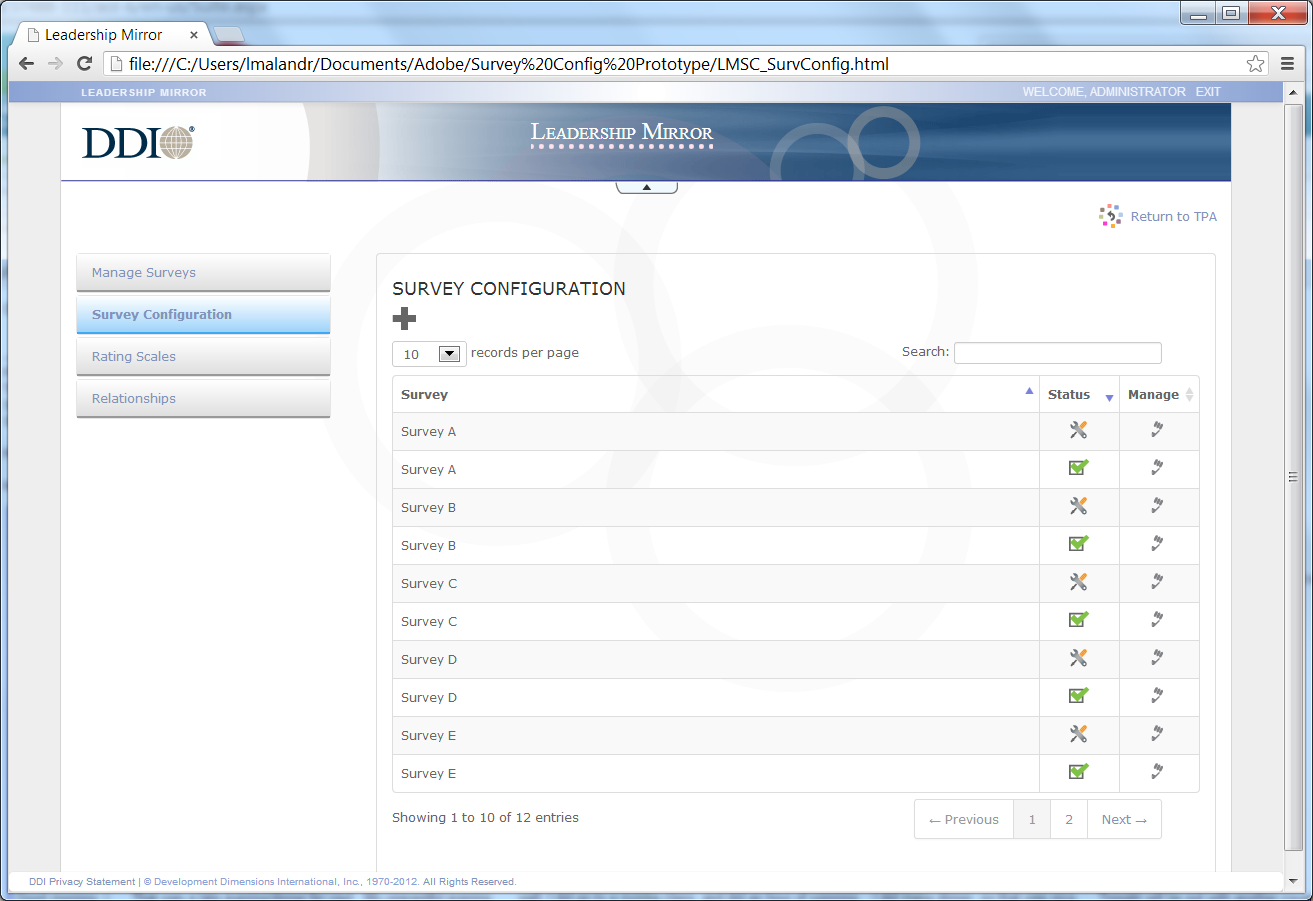 Leadership Mirror
file:///C:/Users/lmalandr/Documents/Adobe/Survey%20Config%20Prototype/LMSC_SurvConfig.html
LEADERSHIP MIRROR WELCOME, ADMINISTRATOR EXIT
DDI® LEADERSHIP MIRROR
Return to TPA
Manage Surveys
Survey Configuration
Rating Scales
Relationships
SURVEY CONFIGURATION
10 records per page Search:
Survey Status Manage
Survey A
Survey A
Survey B
Survey B
Survey C
Survey C
Survey D
Survey D
Survey E
Survey E
Showing 1 to 10 of 12 entries ← Previous 1 2 Next →
DDI Privacy Statement | © Development Dimensions International, Inc., 1970-2012. All Rights Reserved.